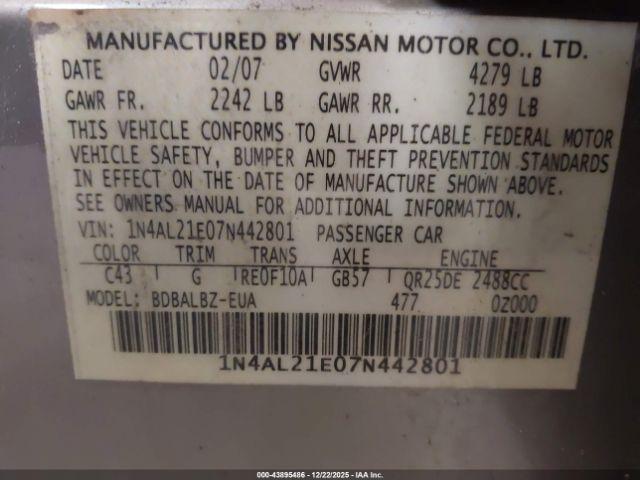 MANUFACTURED BY NISSAN MOTOR CO., LTD.
DATE 02/07 GVWR 4279 LB
GAWR FR. 2242 LB GAWR RR. 2189 LB
THIS VEHICLE CONFORMS TO ALL APPLICABLE FEDERAL MOTOR
VEHICLE SAFETY, BUMPER AND THEFT PREVENTION STANDARDS
IN EFFECT ON THE DATE OF MANUFACTURE SHOWN ABOVE.
SEE OWNERS MANUAL FOR ADDITIONAL INFORMATION.
VIN: 1N4AL21E07N442801 PASSENGER CAR
COLOR TRIM TRANS AXLE ENGINE
C43 G RE0F10A GB57 QR25DE 2488CC
MODEL: BDBALBZ-EUA 477 0Z000
1N4AL21E07N442801
000-43895486 - 12/22/2025 - IAAI, Inc.